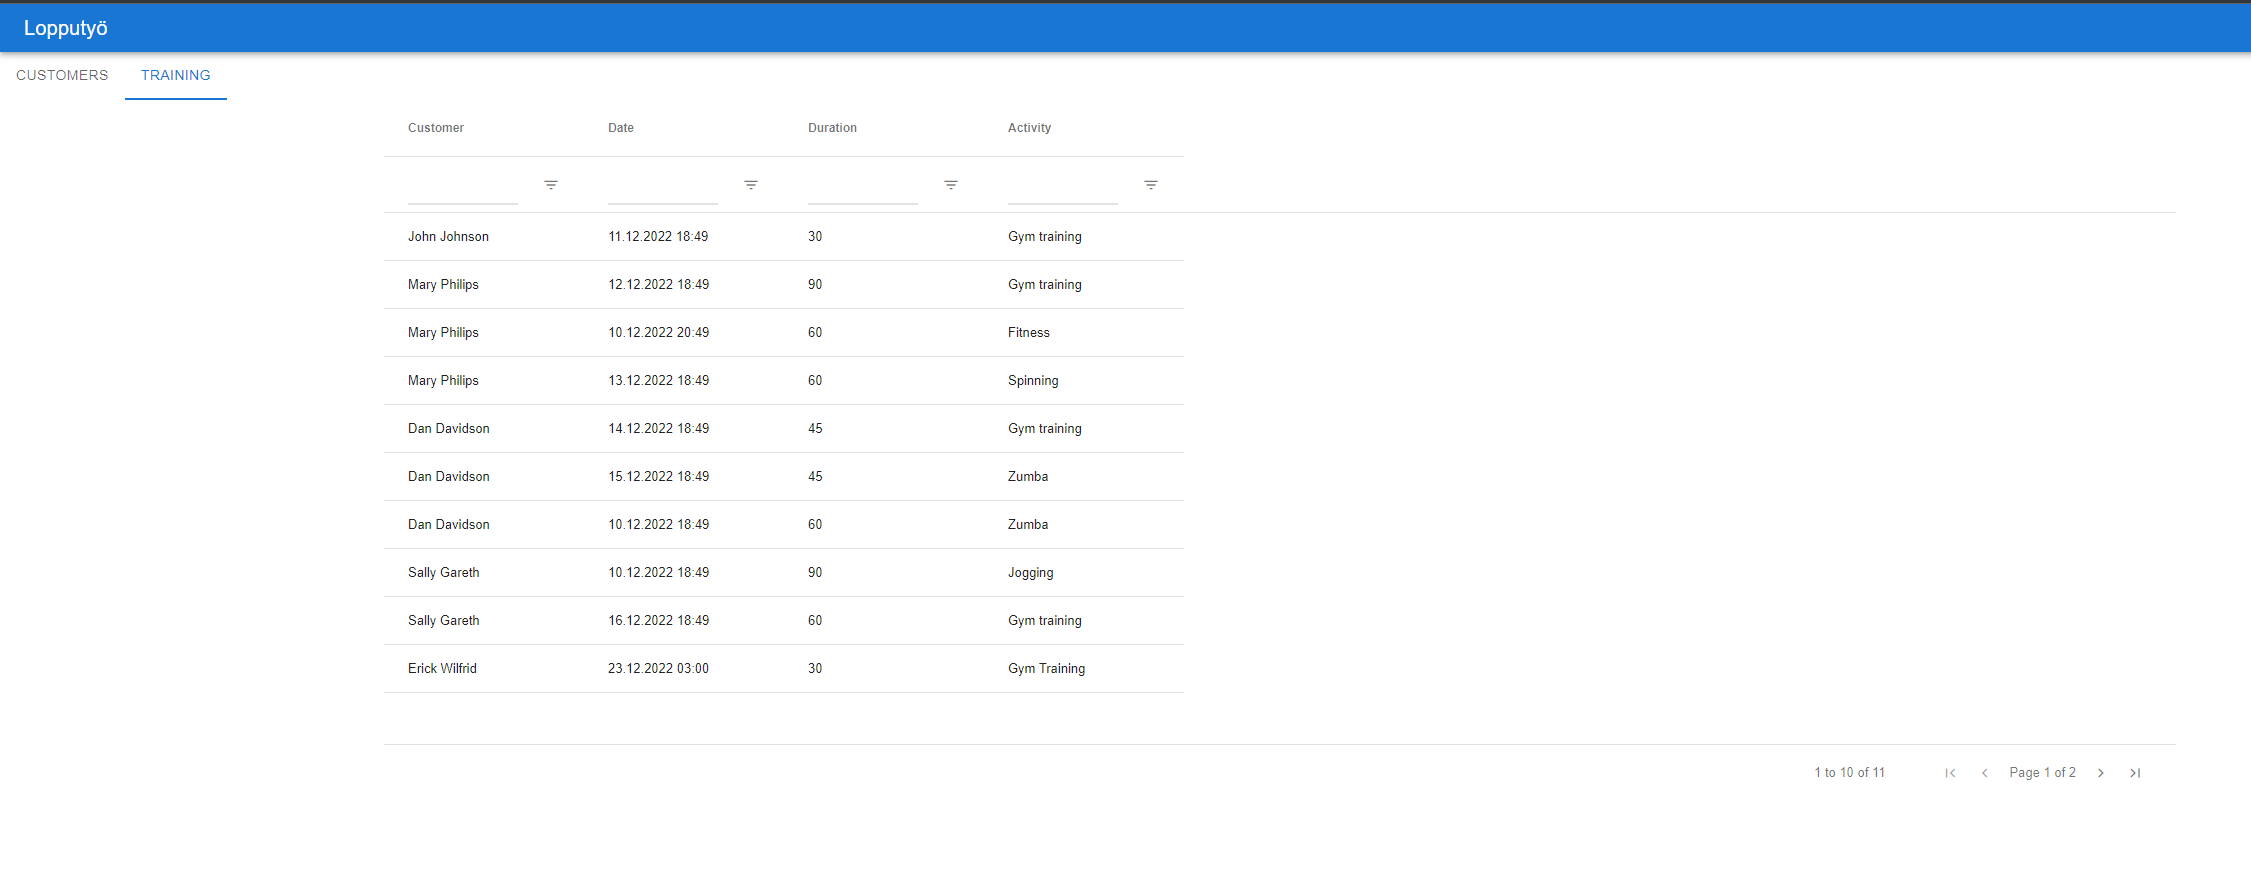 Lopputyö
CUSTOMERS TRAINING
Customer Date Duration Activity
John Johnson 11.12.2022 18:49 30 Gym training
Mary Philips 12.12.2022 18:49 90 Gym training
Mary Philips 10.12.2022 20:49 60 Fitness
Mary Philips 13.12.2022 18:49 60 Spinning
Dan Davidson 14.12.2022 18:49 45 Gym training
Dan Davidson 15.12.2022 18:49 45 Zumba
Dan Davidson 10.12.2022 18:49 60 Zumba
Sally Gareth 10.12.2022 18:49 90 Jogging
Sally Gareth 16.12.2022 18:49 60 Gym training
Erick Wilfrid 23.12.2022 03:00 30 Gym Training
1 to 10 of 11 Page 1 of 2